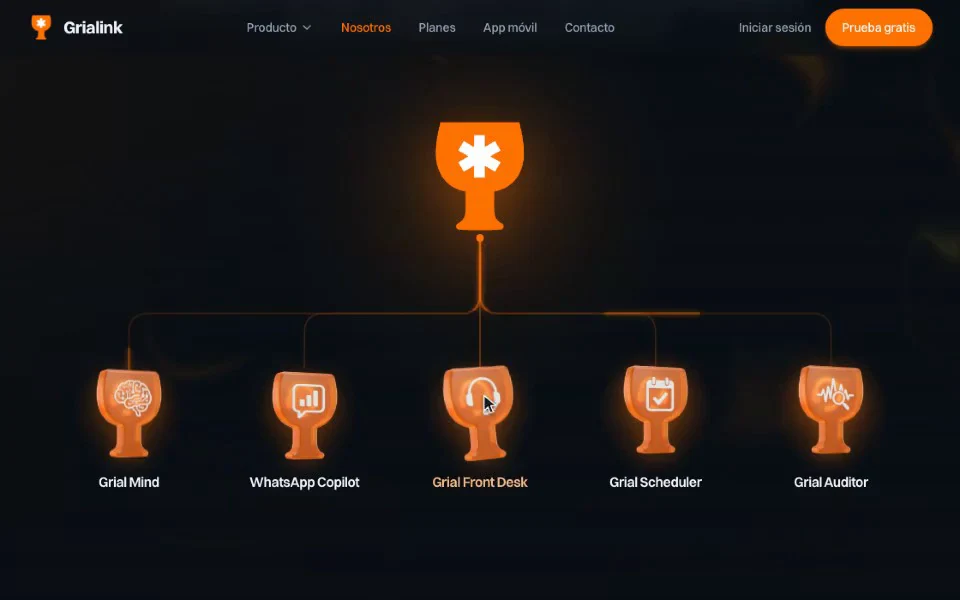 Grialink
Producto
Nosotros
Planes
App móvil
Contacto
Iniciar sesión
Prueba gratis
Grial Mind
WhatsApp Copilot
Grial Front Desk
Grial Scheduler
Grial Auditor